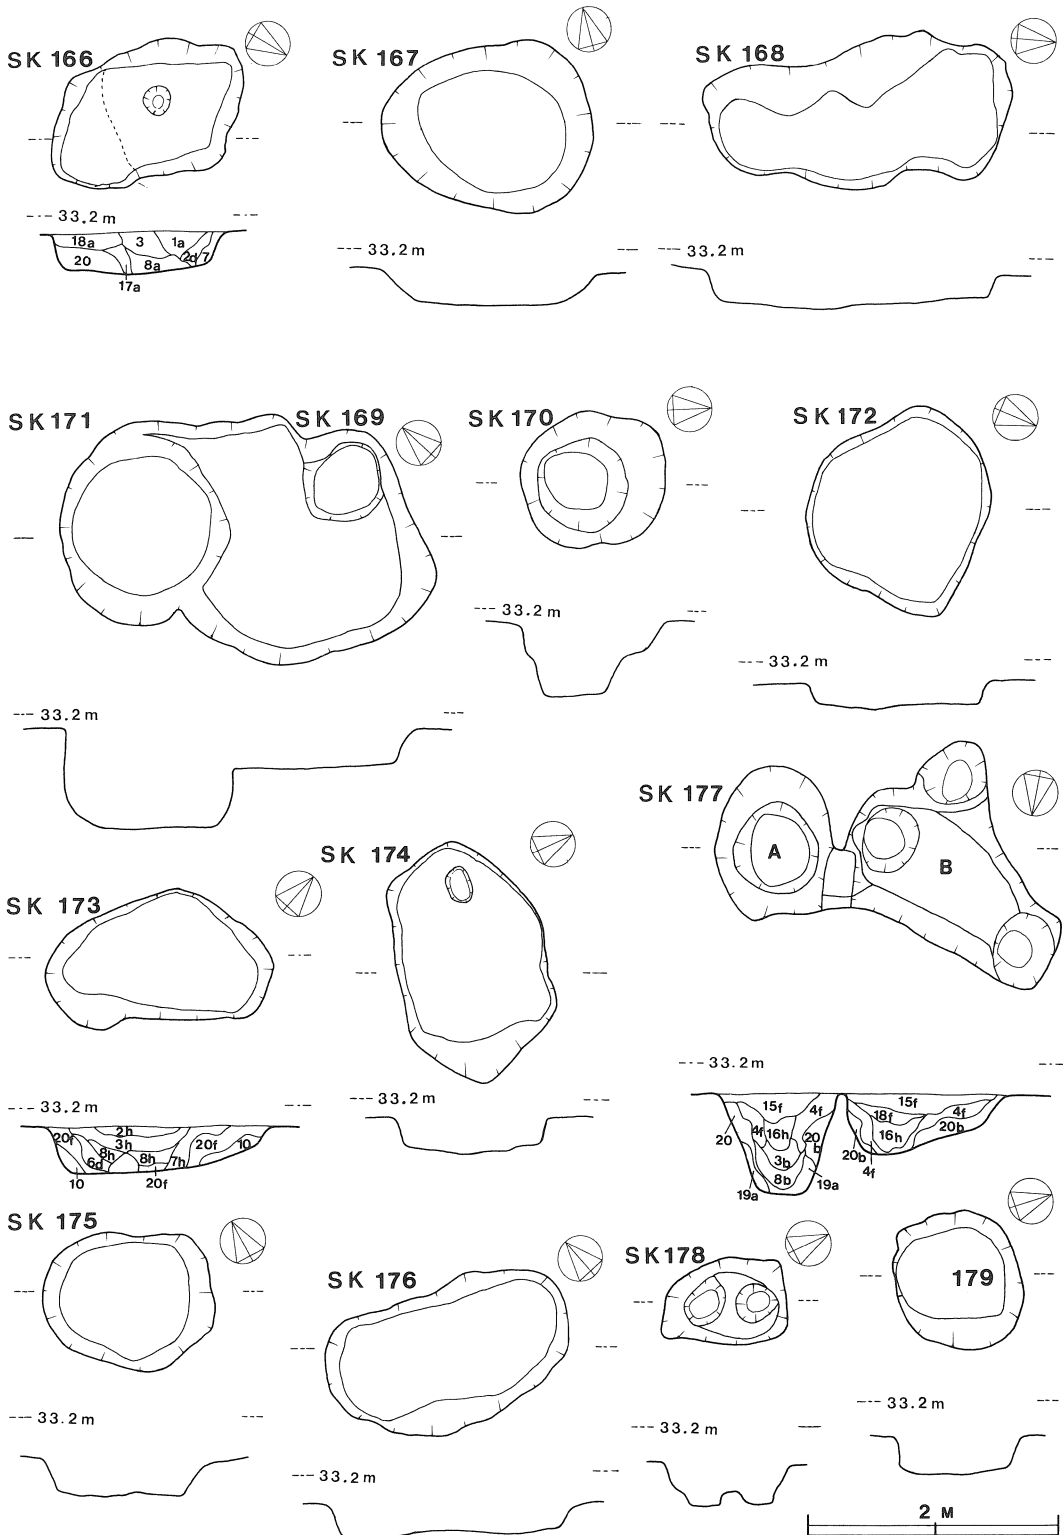 SK 166
SK 167
SK 168
33.2 m
18a 3 1a
20 8a 2d 7
17a
33.2 m
33.2 m
SK 171
SK 169
SK 170
SK 172
33.2 m
33.2 m
33.2 m
SK 177
A
B
SK 174
SK 173
33.2 m
15f 4f
20 4f 16h 20b
3b
8b
19a 19a
15f
18f 4f
16h 20b
20b 4f
33.2 m
33.2 m
2h
20f 3h 20f 10
8h 8h 7h
6d
10 20f
SK 175
SK 176
SK 178
179
33.2 m
33.2 m
33.2 m
33.2 m
2 M